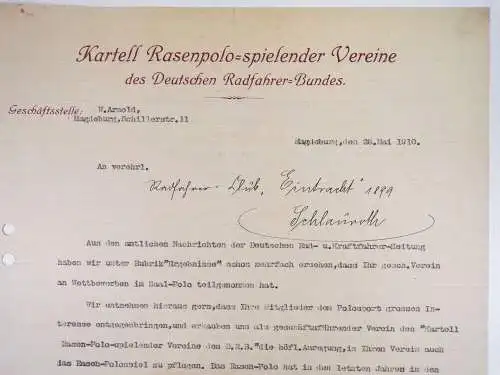 Kartell Rasenpolo=spielender Vereine
des Deutschen Radfahrer=Bundes.
Geschäftsstelle: W.Arnold,
Magdeburg,Schillerstr.11
Magdeburg,den 28.Mai 1910.
An verehrl.
Radfahrer-Club „Eintracht" 1899
Schlauroth
Aus den amtlichen Nachrichten der Deutschen Rad- u.Kraftfahrer-Zeitung
haben wir unter Rubrik"Ergebnisse" schon mehrfach ersehen,dass Ihr gesch.Verein
an Wettbewerben in Saal-Polo teilgenommen hat.
Wir entnehmen hieraus gern,dass Ihre Mitglieder dem Polosport grosses In-
teresse entgegenbringen,und erlauben uns als geschäftsführender Verein des "Kartell
Rasen-Polo-spielender Vereine des D.R.B."die höfl.Anregung,in Ihrem Verein auch
das Rasen-Polospiel zu pflegen. Das Rasen-Polo hat in den letzten Jahren in den